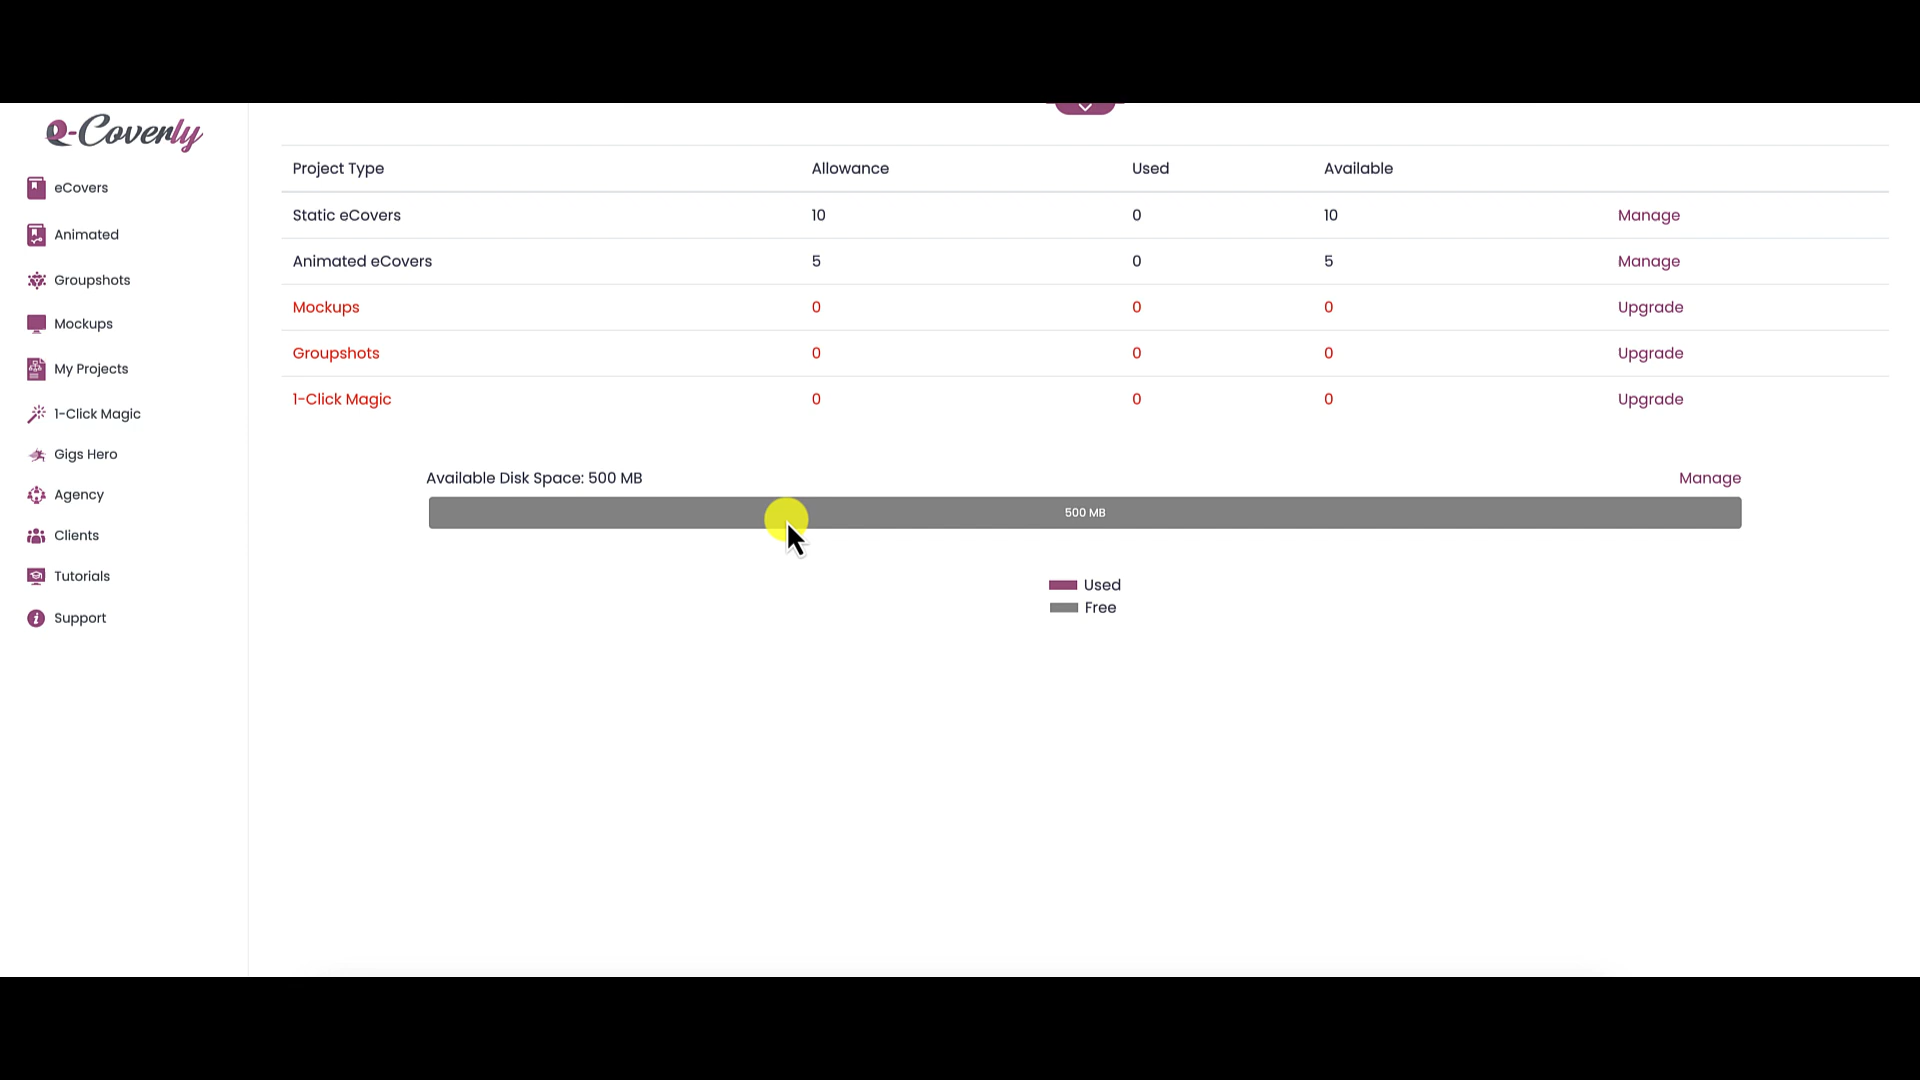 e-Coverly
eCovers
Animated
Groupshots
Mockups
My Projects
1-Click Magic
Gigs Hero
Agency
Clients
Tutorials
Support
Project Type Allowance Used Available
Static eCovers 10 0 10 Manage
Animated eCovers 5 0 5 Manage
Mockups 0 0 0 Upgrade
Groupshots 0 0 0 Upgrade
1-Click Magic 0 0 0 Upgrade
Available Disk Space: 500 MB Manage
500 MB
Used
Free